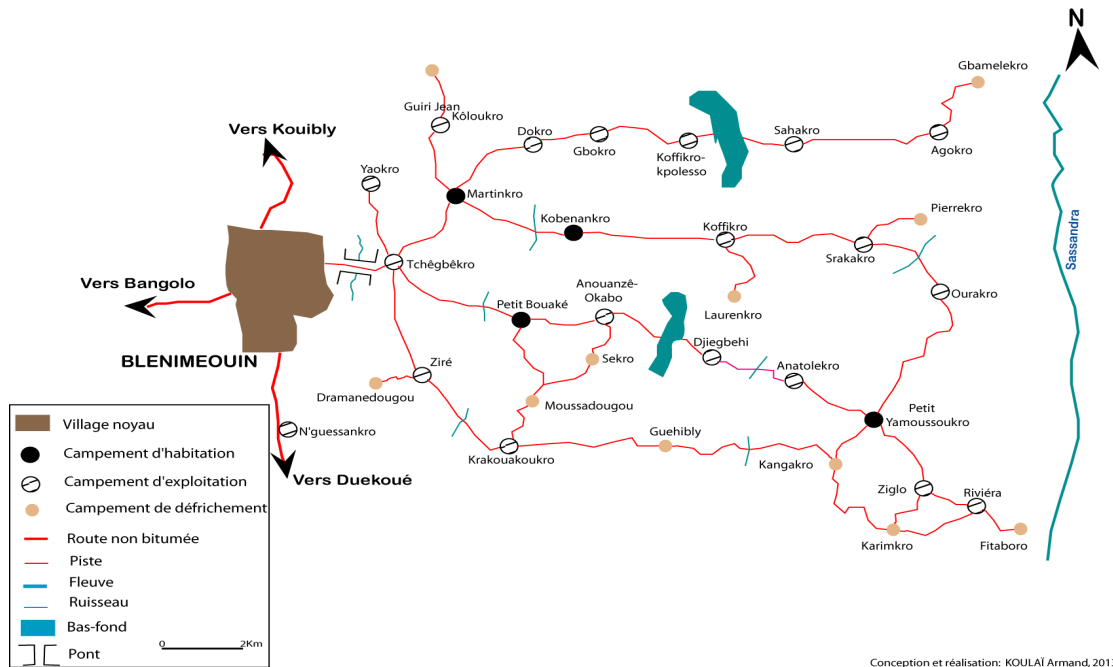 N
Gbamelekro
Guiri Jean
Kôloukro
Vers Kouibly
Dokro
Gbokro
Koffikro-
kpolesso
Sahakro
Agokro
Yaokro
Martinkro
Kobenankro
Koffikro
Pierrekro
Srakakro
Sassandra
Tchêgbêkro
Vers Bangolo
Ourakro
Laurenkro
Anouanzê-
Okabo
Petit Bouaké
Djiegbehi
BLENIMEOUIN
Ziré
Sekro
Anatolekro
Dramanedougou
Moussadougou
Petit
Yamoussoukro
N'guessankro
Guehibly
Krakouakoukro
Kangakro
Vers Duekoué
Ziglo
Riviéra
Karimkro
Fitaboro
Village noyau
Campement d'habitation
Campement d'exploitation
Campement de défrichement
Route non bitumée
Piste
Fleuve
Ruisseau
Bas-fond
Pont
0 2Km
Conception et réalisation: KOULAÏ Armand, 201